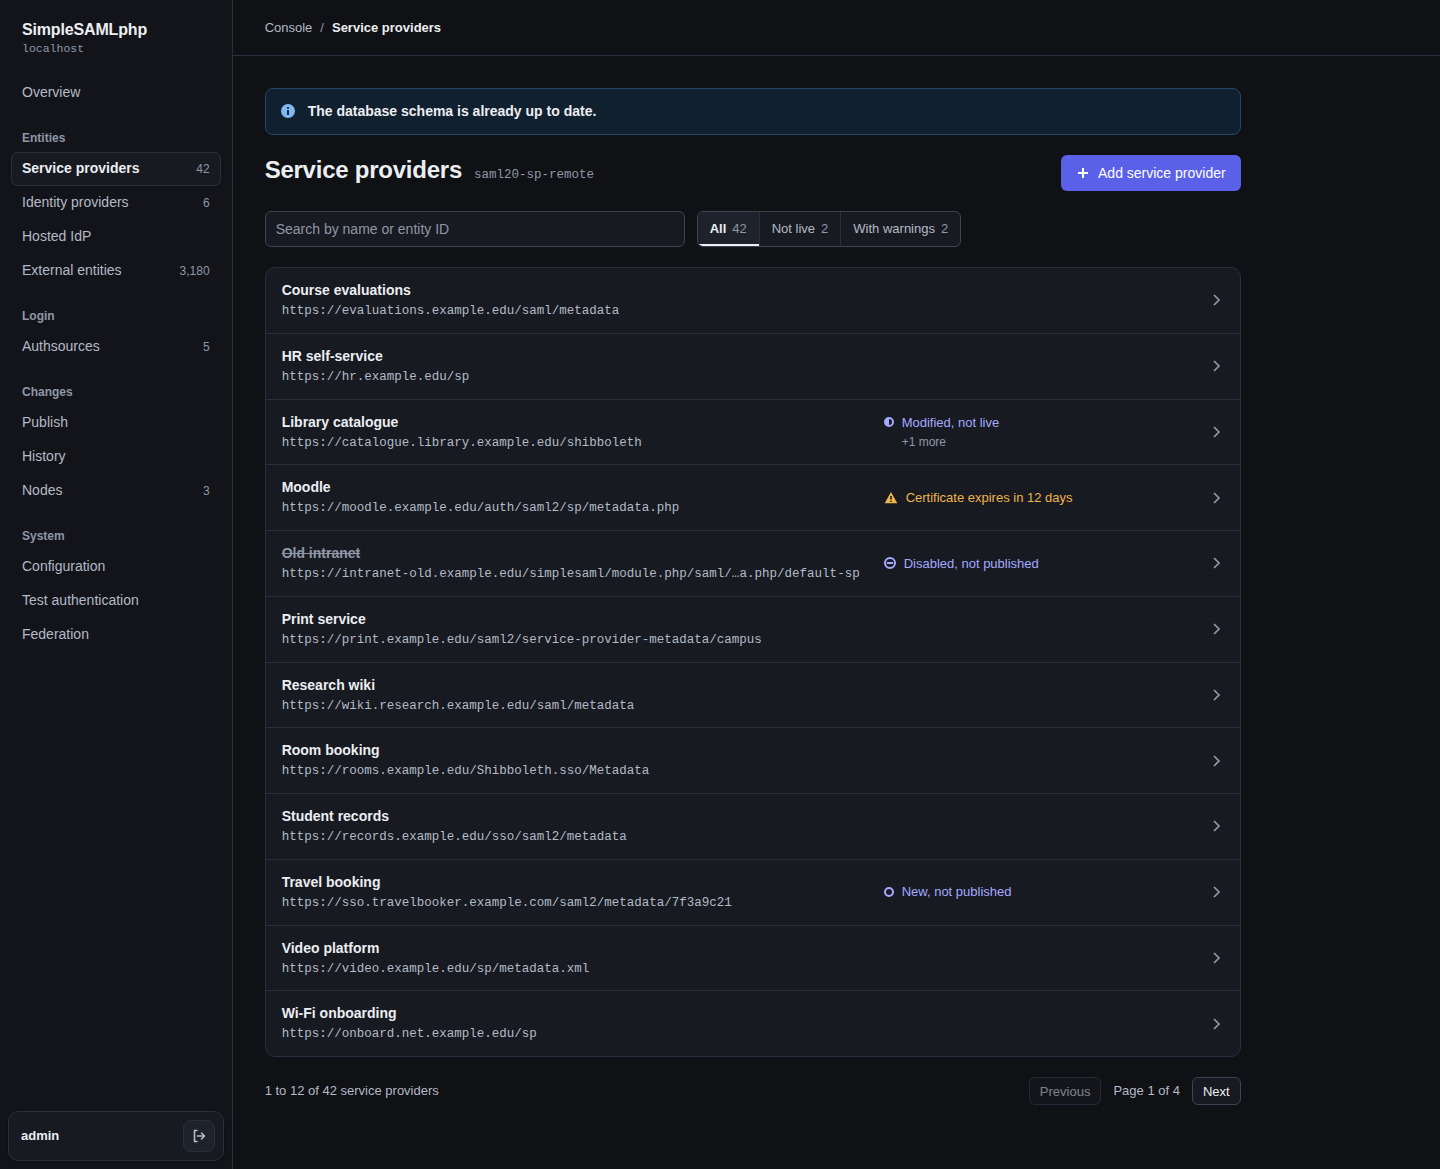 SimpleSAMLphp
localhost
Overview
Entities
Service providers 42
Identity providers 6
Hosted IdP
External entities 3,180
Login
Authsources 5
Changes
Publish
History
Nodes 3
System
Configuration
Test authentication
Federation
admin
Console / Service providers
The database schema is already up to date.
Service providers saml20-sp-remote
Add service provider
Search by name or entity ID
All 42 Not live 2 With warnings 2
Course evaluations
https://evaluations.example.edu/saml/metadata
HR self-service
https://hr.example.edu/sp
Library catalogue
https://catalogue.library.example.edu/shibboleth
Modified, not live
+1 more
Moodle
https://moodle.example.edu/auth/saml2/sp/metadata.php
Certificate expires in 12 days
Old intranet
https://intranet-old.example.edu/simplesaml/module.php/saml/…a.php/default-sp
Disabled, not published
Print service
https://print.example.edu/saml2/service-provider-metadata/campus
Research wiki
https://wiki.research.example.edu/saml/metadata
Room booking
https://rooms.example.edu/Shibboleth.sso/Metadata
Student records
https://records.example.edu/sso/saml2/metadata
Travel booking
https://sso.travelbooker.example.com/saml2/metadata/7f3a9c21
New, not published
Video platform
https://video.example.edu/sp/metadata.xml
Wi-Fi onboarding
https://onboard.net.example.edu/sp
1 to 12 of 42 service providers
Previous Page 1 of 4 Next